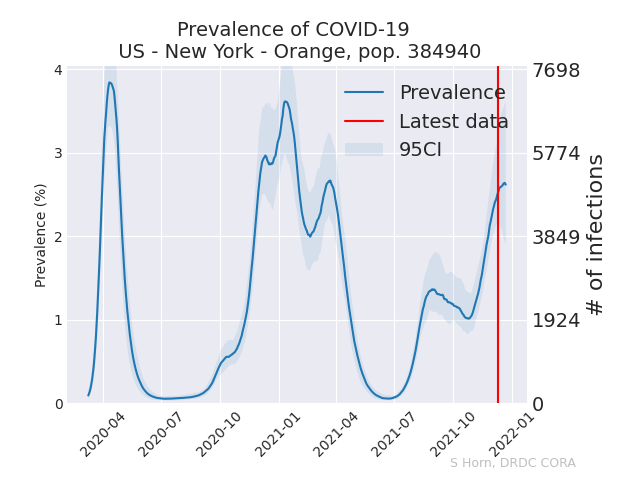 Prevalence of COVID-19
US - New York - Orange, pop. 384940
Prevalence
Latest data
95CI
Prevalence (%)
4
3
2
1
0
7698
5774
3849
1924
0
# of infections
2020-04
2020-07
2020-10
2021-01
2021-04
2021-07
2021-10
2022-01
S Horn, DRDC CORA